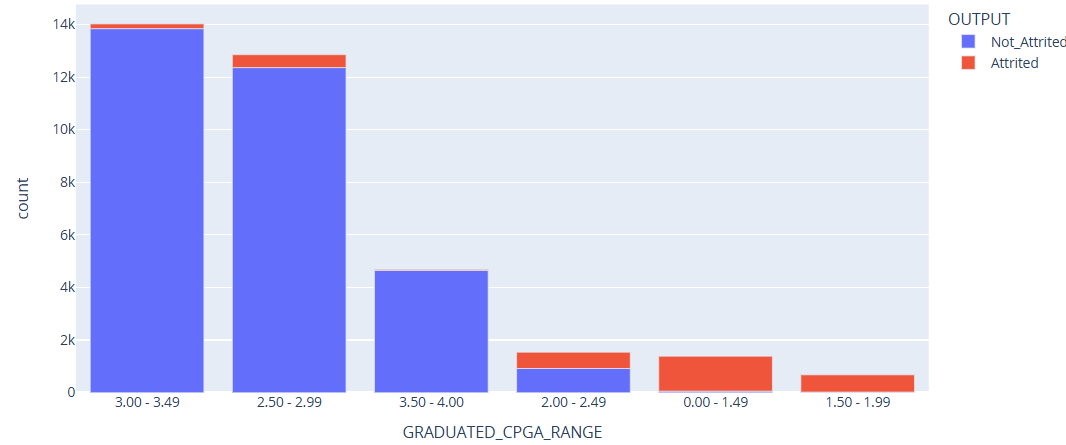 14k
12k
10k
8k
6k
4k
2k
0
count
3.00 - 3.49
2.50 - 2.99
3.50 - 4.00
2.00 - 2.49
0.00 - 1.49
1.50 - 1.99
GRADUATED_CPGA_RANGE
OUTPUT
Not_Attrited
Attrited